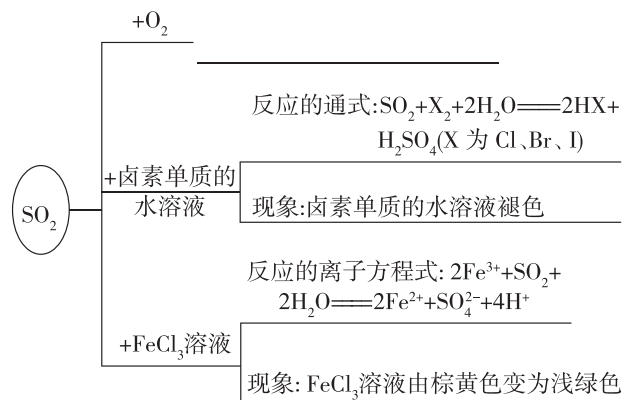 +O₂
反应的通式:SO₂+X₂+2H₂O══2HX+
H₂SO₄(X 为 Cl、Br、I)
+卤素单质的
水溶液
现象:卤素单质的水溶液褪色
SO₂
反应的离子方程式: 2Fe³⁺+SO₂+
2H₂O══2Fe²⁺+SO₄²⁻+4H⁺
+FeCl₃溶液
现象: FeCl₃溶液由棕黄色变为浅绿色